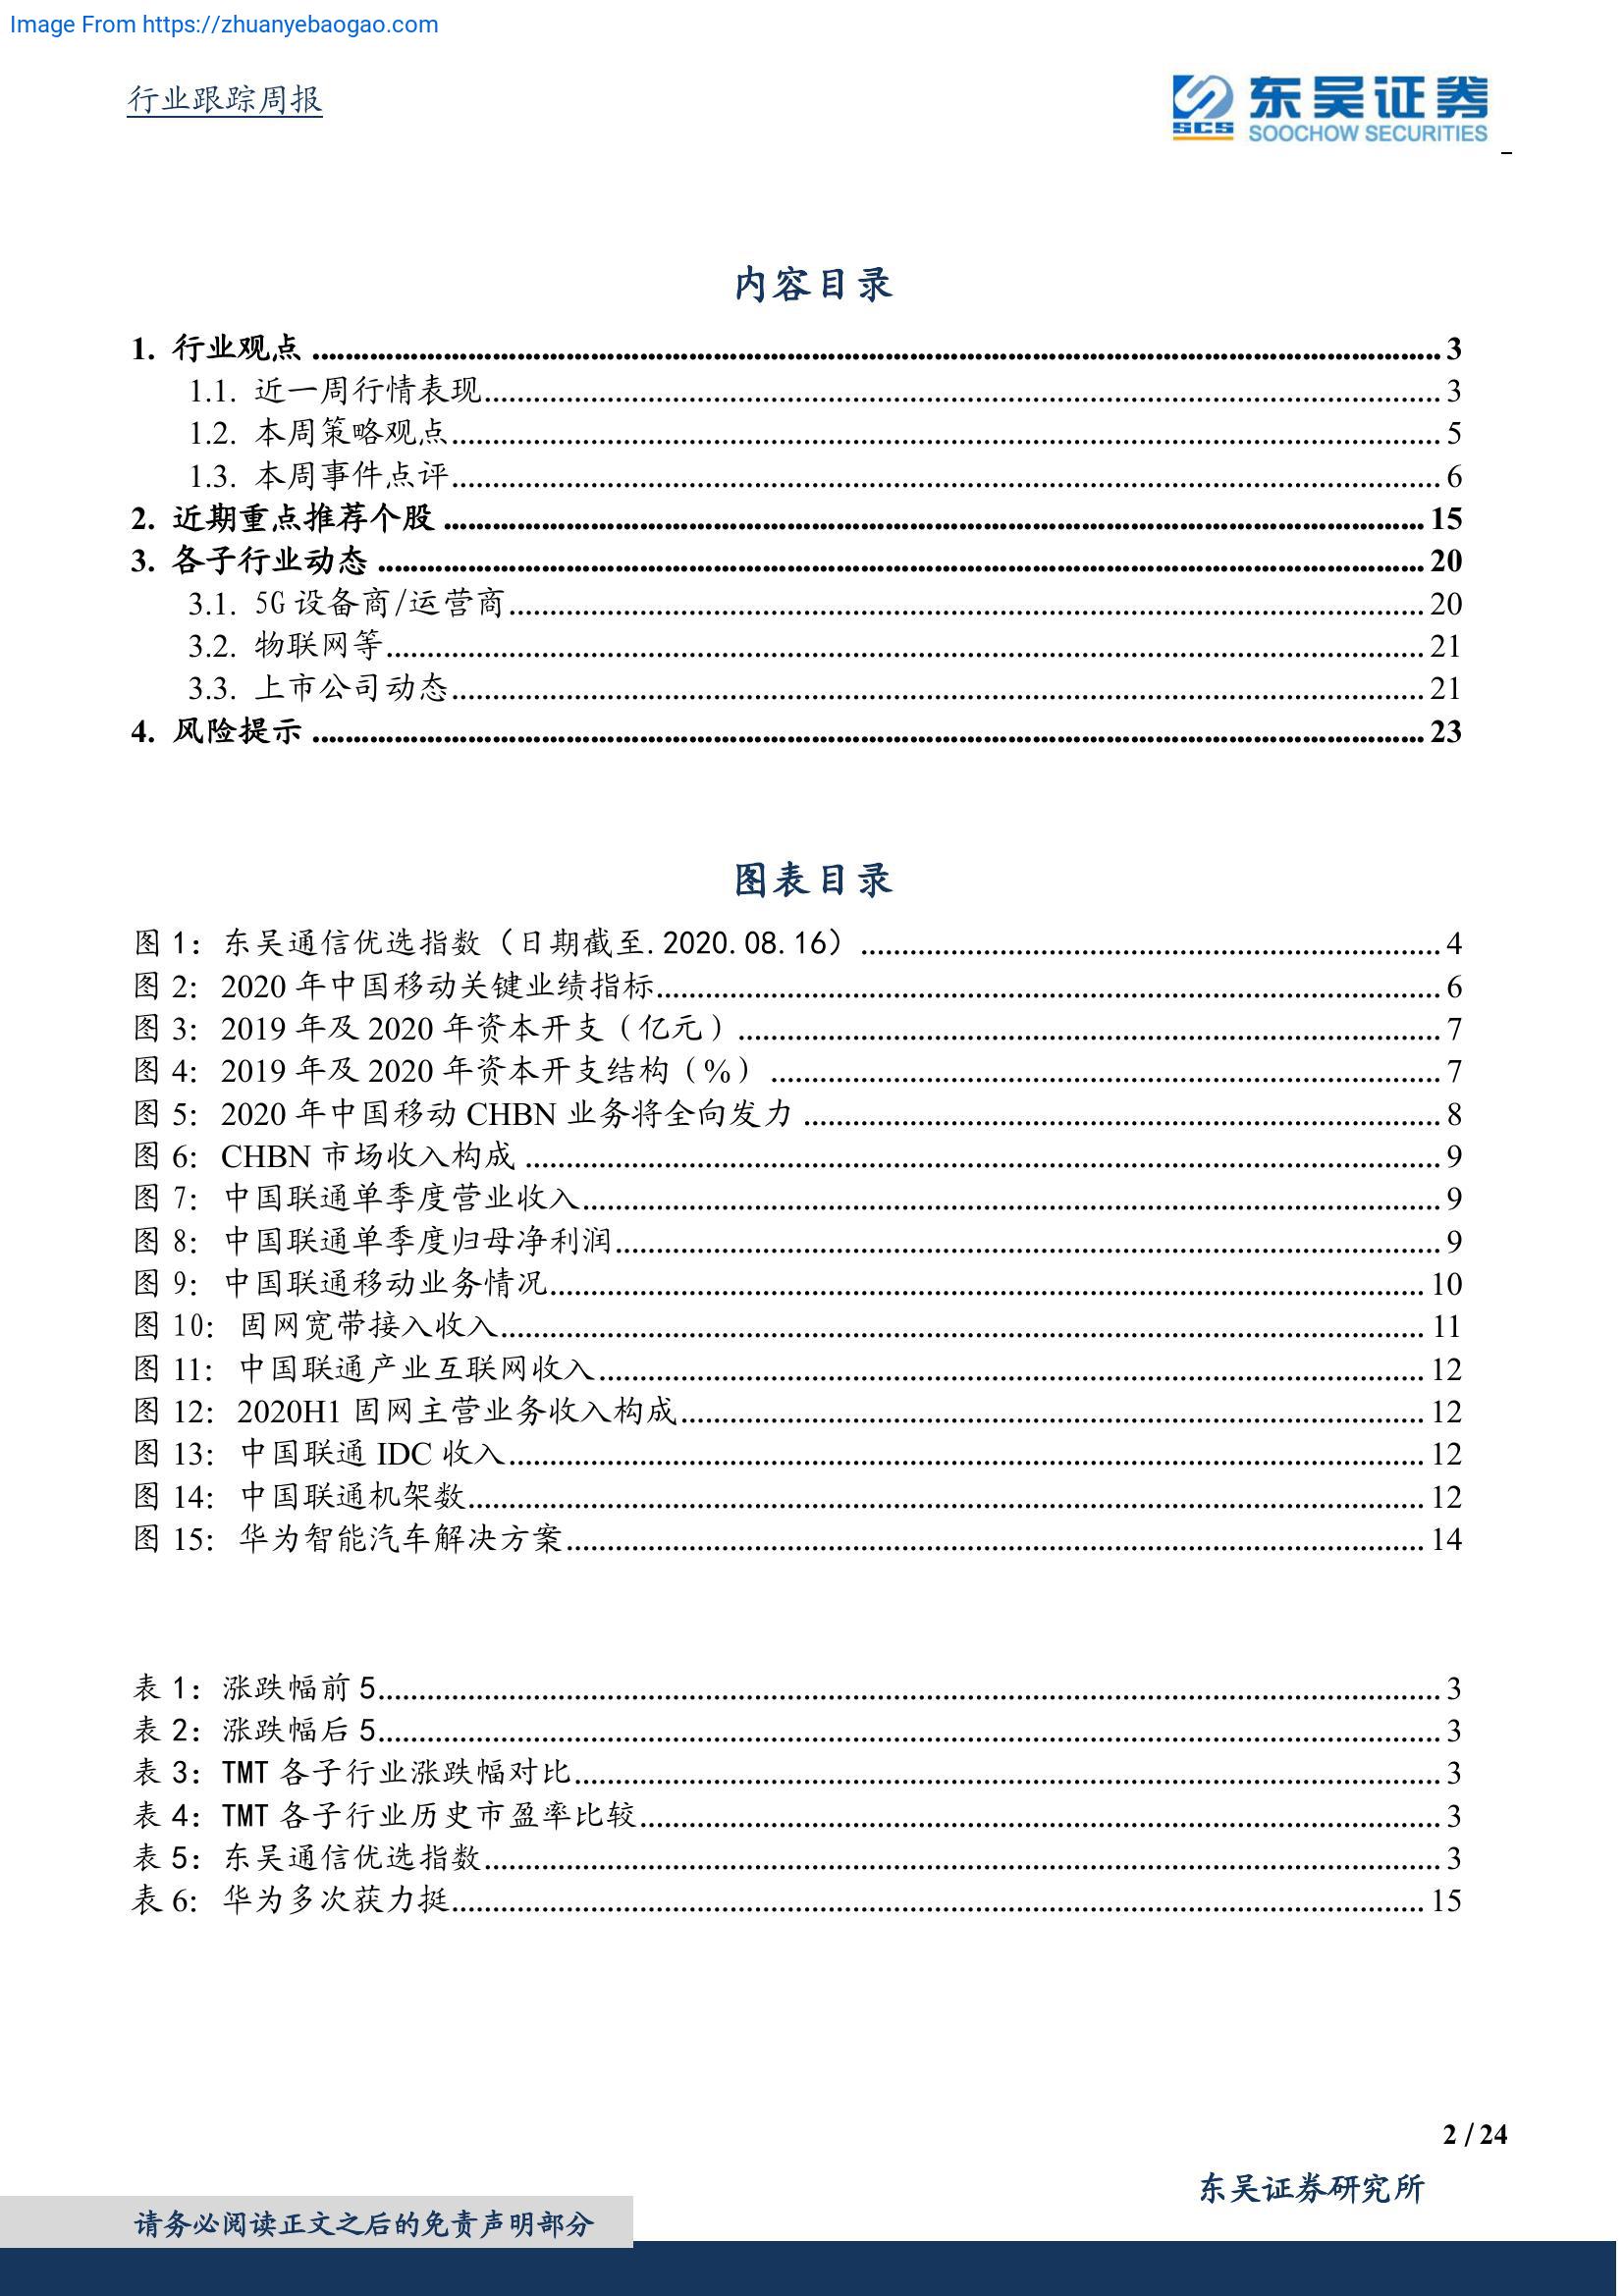 Image From https://zhuanyebaogao.com
行业跟踪周报
SCS 东吴证券
SOOCHOW SECURITIES
内容目录
1. 行业观点 ........ 3
1.1. 近一周行情表现 ........ 3
1.2. 本周策略观点 ........ 5
1.3. 本周事件点评 ........ 6
2. 近期重点推荐个股 ........ 15
3. 各子行业动态 ........ 20
3.1. 5G 设备商/运营商 ........ 20
3.2. 物联网等 ........ 21
3.3. 上市公司动态 ........ 21
4. 风险提示 ........ 23
图表目录
图 1：东吴通信优选指数（日期截至.2020.08.16） ........ 4
图 2：2020 年中国移动关键业绩指标 ........ 6
图 3：2019 年及 2020 年资本开支（亿元） ........ 7
图 4：2019 年及 2020 年资本开支结构（%） ........ 7
图 5：2020 年中国移动 CHBN 业务将全向发力 ........ 8
图 6：CHBN 市场收入构成 ........ 9
图 7：中国联通单季度营业收入 ........ 9
图 8：中国联通单季度归母净利润 ........ 9
图 9：中国联通移动业务情况 ........ 10
图 10：固网宽带接入收入 ........ 11
图 11：中国联通产业互联网收入 ........ 12
图 12：2020H1 固网主营业务收入构成 ........ 12
图 13：中国联通 IDC 收入 ........ 12
图 14：中国联通机架数 ........ 12
图 15：华为智能汽车解决方案 ........ 14
表 1：涨跌幅前 5 ........ 3
表 2：涨跌幅后 5 ........ 3
表 3：TMT 各子行业涨跌幅对比 ........ 3
表 4：TMT 各子行业历史市盈率比较 ........ 3
表 5：东吴通信优选指数 ........ 3
表 6：华为多次获力挺 ........ 15
2 / 24
东吴证券研究所
请务必阅读正文之后的免责声明部分